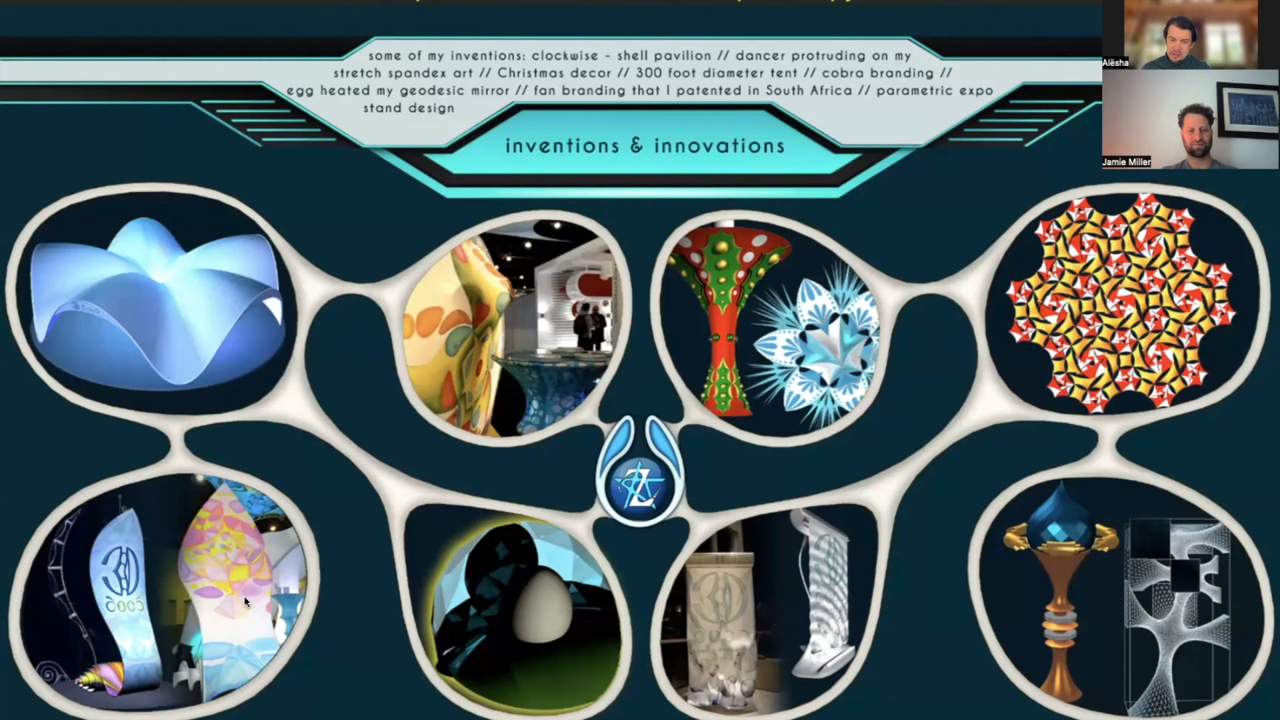 some of my inventions: clockwise - shell pavilion // dancer protruding on my
stretch spandex art // Christmas decor // 300 foot diameter tent // cobra branding //
egg heated my geodesic mirror // fan branding that I patented in South Africa // parametric expo
stand design
inventions & innovations
Alësha
Jamie Miller
Z